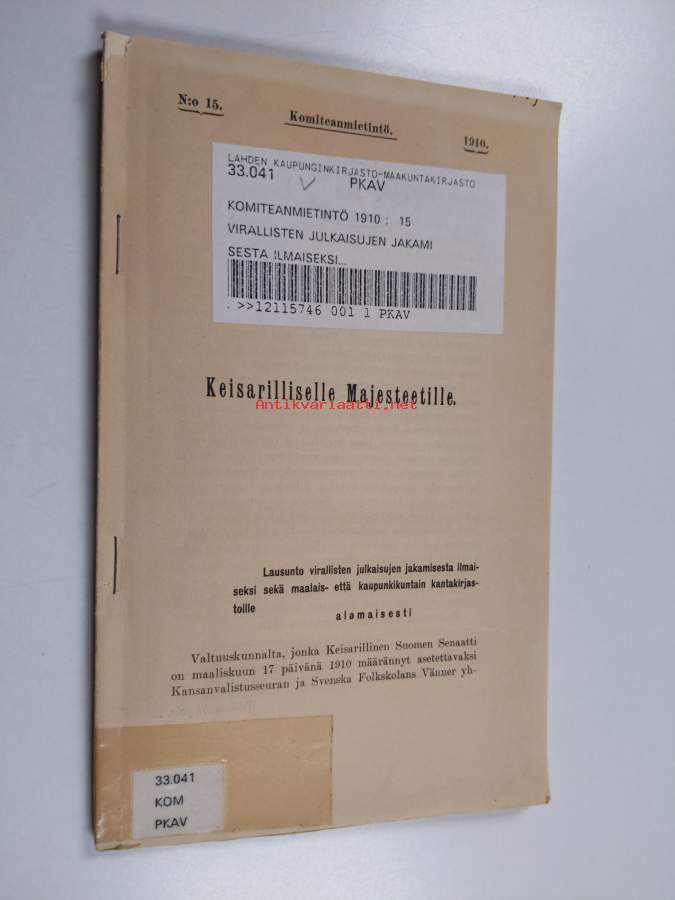 N:o 15.
Komiteanmietintö.
1910.
LAHDEN KAUPUNGINKIRJASTO-MAAKUNTAKIRJASTO
33.041 PKAV
KOMITEANMIETINTÖ 1910 : 15
VIRALLISTEN JULKAISUJEN JAKAMI
SESTA ILMAISEKSI...
.>>12115746 001 1 PKAV
Keisarilliselle Majesteetille.
Antikvariaatti.net
Lausunto virallisten julkaisujen jakamisesta ilmai-
seksi sekä maalais- että kaupunkikuntain kantakirjas-
toille
alamaisesti
Valtuuskunnalta, jonka Keisarillinen Suomen Senaatti
on maaliskuun 17 päivänä 1910 määrännyt asetettavaksi
Kansanvalistusseuran ja Svenska Folkskolans Vänner yh-
33.041
KOM
PKAV